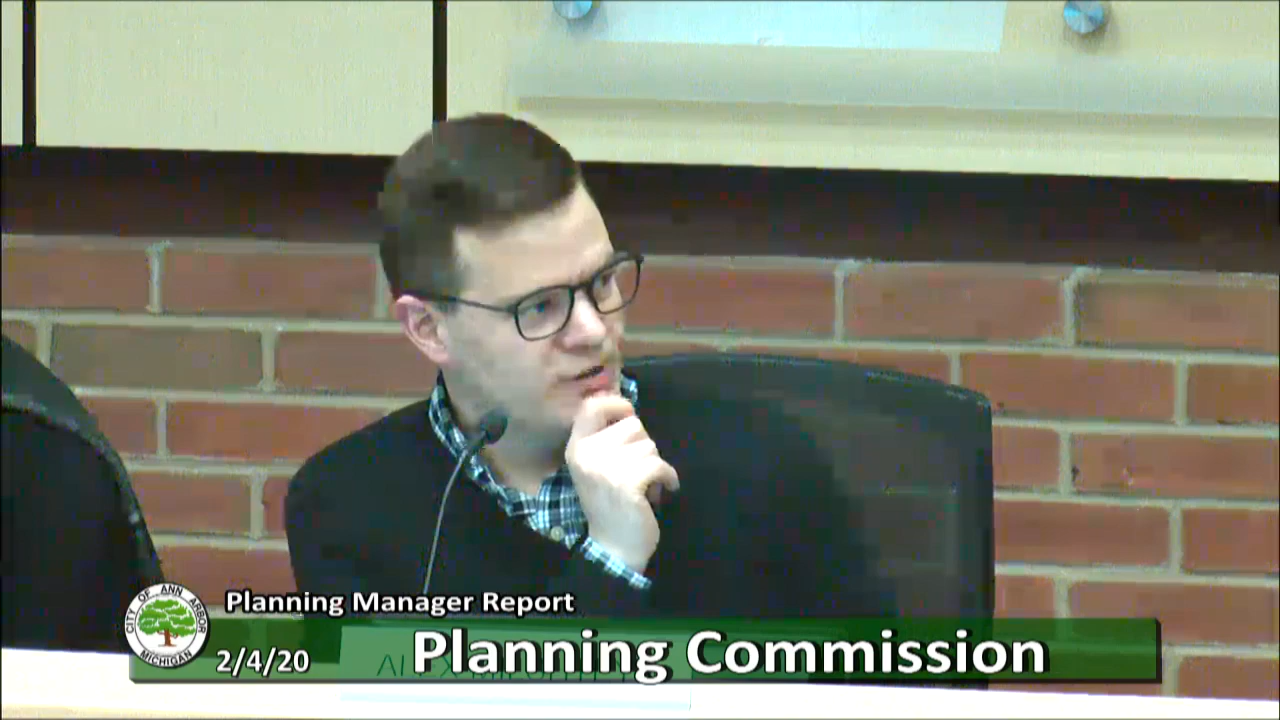 Planning Manager Report
Planning Commission
2/4/20
CITY OF ANN ARBOR
MICHIGAN